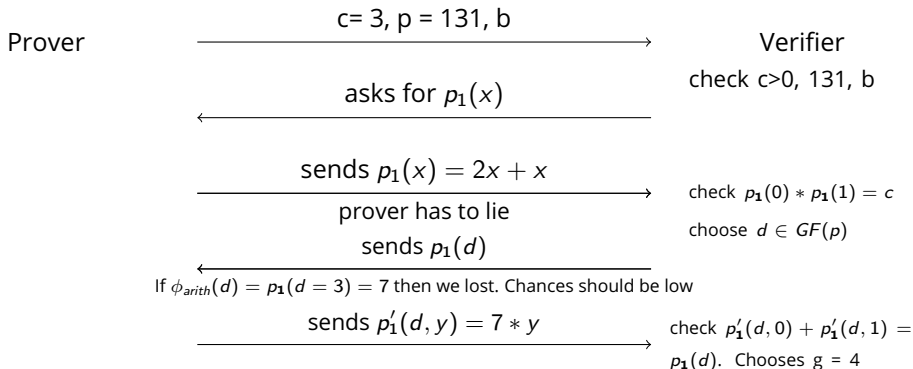 c= 3, p = 131, b
Prover
Verifier
check c>0, 131, b
asks for p₁(x)
sends p₁(x) = 2x + x
check p₁(0) ∗ p₁(1) = c
prover has to lie
choose d ∈ GF(p)
sends p₁(d)
If ϕ_arith(d) = p₁(d = 3) = 7 then we lost. Chances should be low
sends p′₁(d, y) = 7 ∗ y
check p′₁(d, 0) + p′₁(d, 1) =
p₁(d). Chooses g = 4